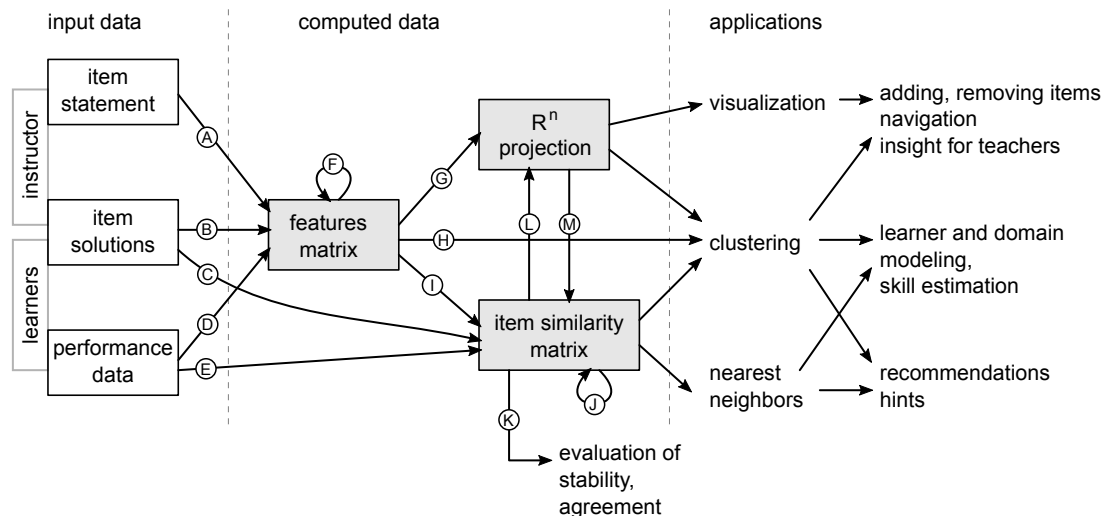 input data
computed data
applications
instructor
learners
item
statement
item
solutions
performance
data
A
B
C
D
E
F
features
matrix
G
H
I
R^n
projection
L
M
item similarity
matrix
J
K
evaluation of
stability,
agreement
visualization
clustering
nearest
neighbors
adding, removing items
navigation
insight for teachers
learner and domain
modeling,
skill estimation
recommendations
hints